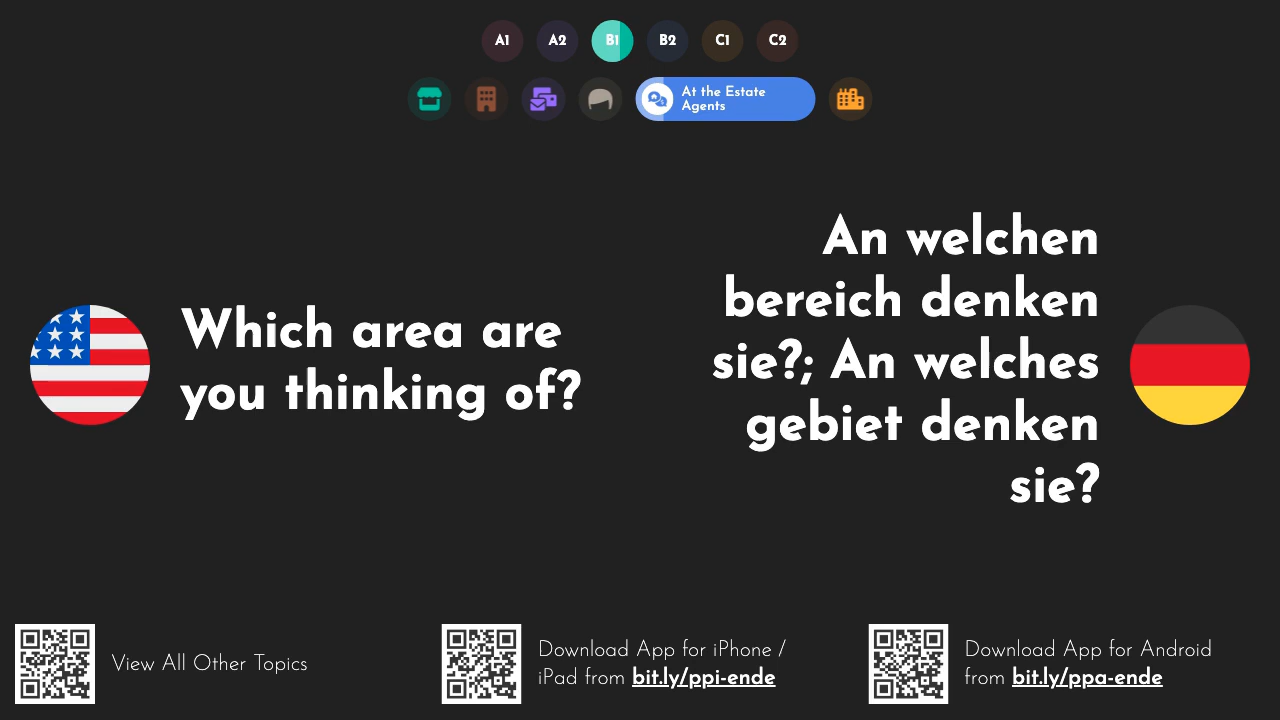 A1 A2 B1 B2 C1 C2
At the Estate
Agents
Which area are
you thinking of?
An welchen
bereich denken
sie?; An welches
gebiet denken
sie?
View All Other Topics
Download App for iPhone /
iPad from bit.ly/ppi-ende
Download App for Android
from bit.ly/ppa-ende